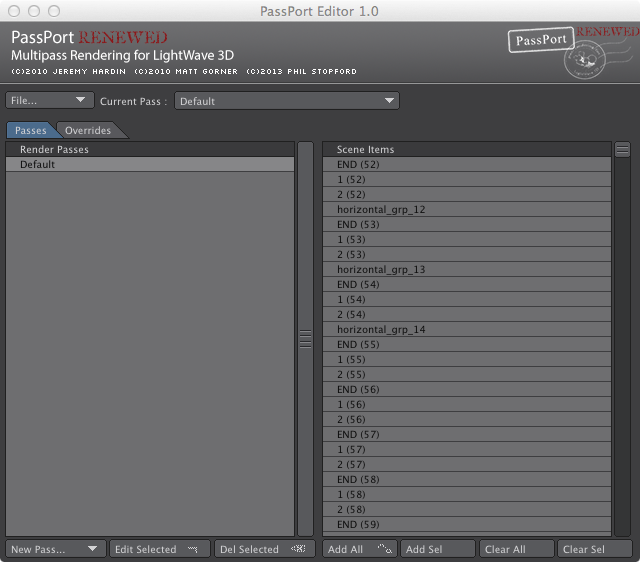 PassPort Editor 1.0
PassPort RENEWED
Multipass Rendering for LightWave 3D
(C)2010 JEREMY HARDIN (C)2010 MATT GORNER (C)2013 PHIL STOPFORD
PassPort RENEWED
File... Current Pass : Default
Passes Overrides
Render Passes
Default
Scene Items
END (52)
1 (52)
2 (52)
horizontal_grp_12
END (53)
1 (53)
2 (53)
horizontal_grp_13
END (54)
1 (54)
2 (54)
horizontal_grp_14
END (55)
1 (55)
2 (55)
END (56)
1 (56)
2 (56)
END (57)
1 (57)
2 (57)
END (58)
1 (58)
2 (58)
END (59)
New Pass... Edit Selected Del Selected Add All Add Sel Clear All Clear Sel